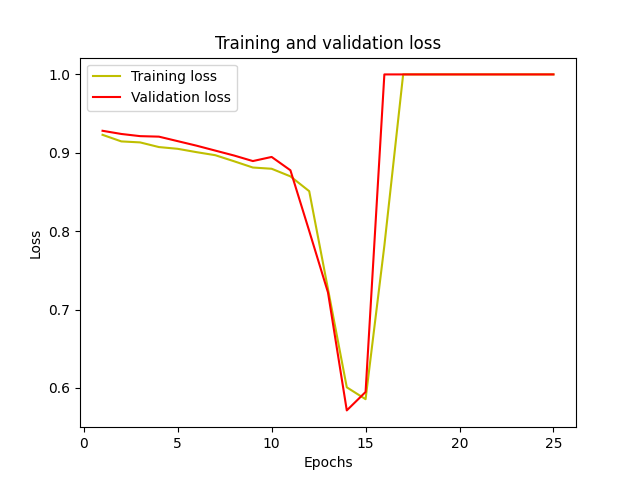 Training and validation loss
Training loss
Validation loss
1.0
0.9
0.8
0.7
0.6
Loss
0 5 10 15 20 25
Epochs